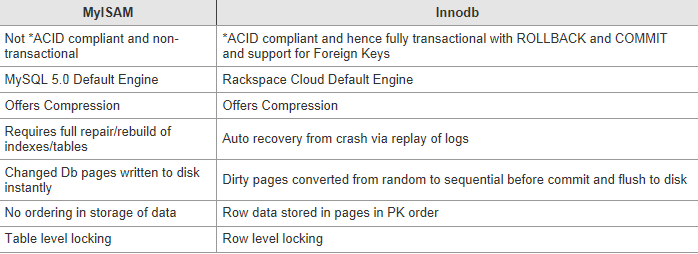 MyISAM Innodb
Not *ACID compliant and non- *ACID compliant and hence fully transactional with ROLLBACK and COMMIT
transactional and support for Foreign Keys
MySQL 5.0 Default Engine Rackspace Cloud Default Engine
Offers Compression Offers Compression
Requires full repair/rebuild of
indexes/tables Auto recovery from crash via replay of logs
Changed Db pages written to disk
instantly Dirty pages converted from random to sequential before commit and flush to disk
No ordering in storage of data Row data stored in pages in PK order
Table level locking Row level locking